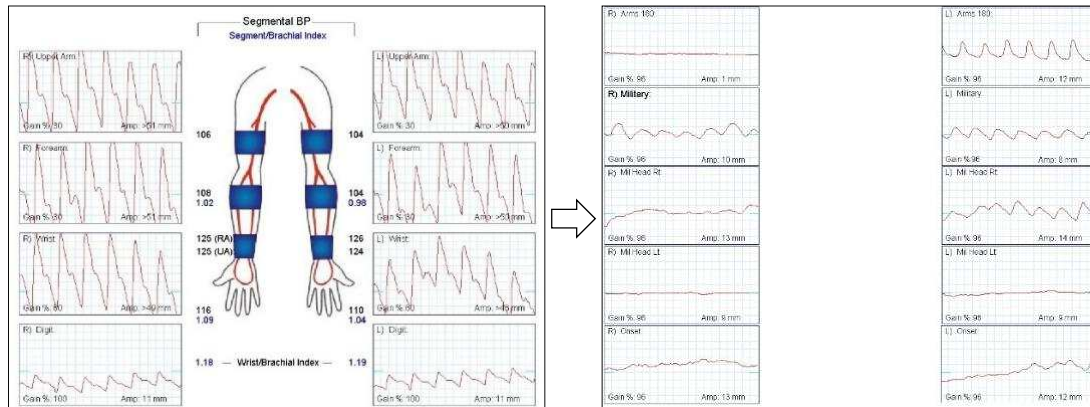 Segmental BP
Segment/Brachial Index
R) Upper Arm:
Gain %: 30 Amp: >51 mm
L) Upper Arm:
Gain %: 30 Amp: >50 mm
106 104
R) Forearm:
Gain %: 30 Amp: >51 mm
L) Forearm:
Gain %: 30 Amp: >53 mm
108 104
1.02 0.98
R) Wrist:
Gain %: 60 Amp: >49 mm
L) Wrist:
Gain %: 60
125 (RA) 126
125 (UA) 124
116 110
1.09 1.04
R) Digit:
Gain %: 100 Amp: 11 mm
L) Digit:
Gain %: 100 Amp: 11 mm
1.18 — Wrist/Brachial Index — 1.19
R) Arms 180:
Gain %: 96 Amp: 1 mm
L) Arms 180:
Gain %: 96 Amp: 12 mm
R) Military:
Gain %: 96 Amp: 10 mm
L) Military:
Gain %: 96 Amp: 8 mm
R) Mil Head Rt
Gain %: 96 Amp: 13 mm
L) Mil Head Rt
Gain %: 96 Amp: 14 mm
R) Mil Head Lt
Gain %: 96 Amp: 9 mm
L) Mil Head Lt
Gain %: 96 Amp: 9 mm
R) Onset:
Gain %: 96 Amp: 13 mm
L) Onset:
Gain %: 96 Amp: 12 mm